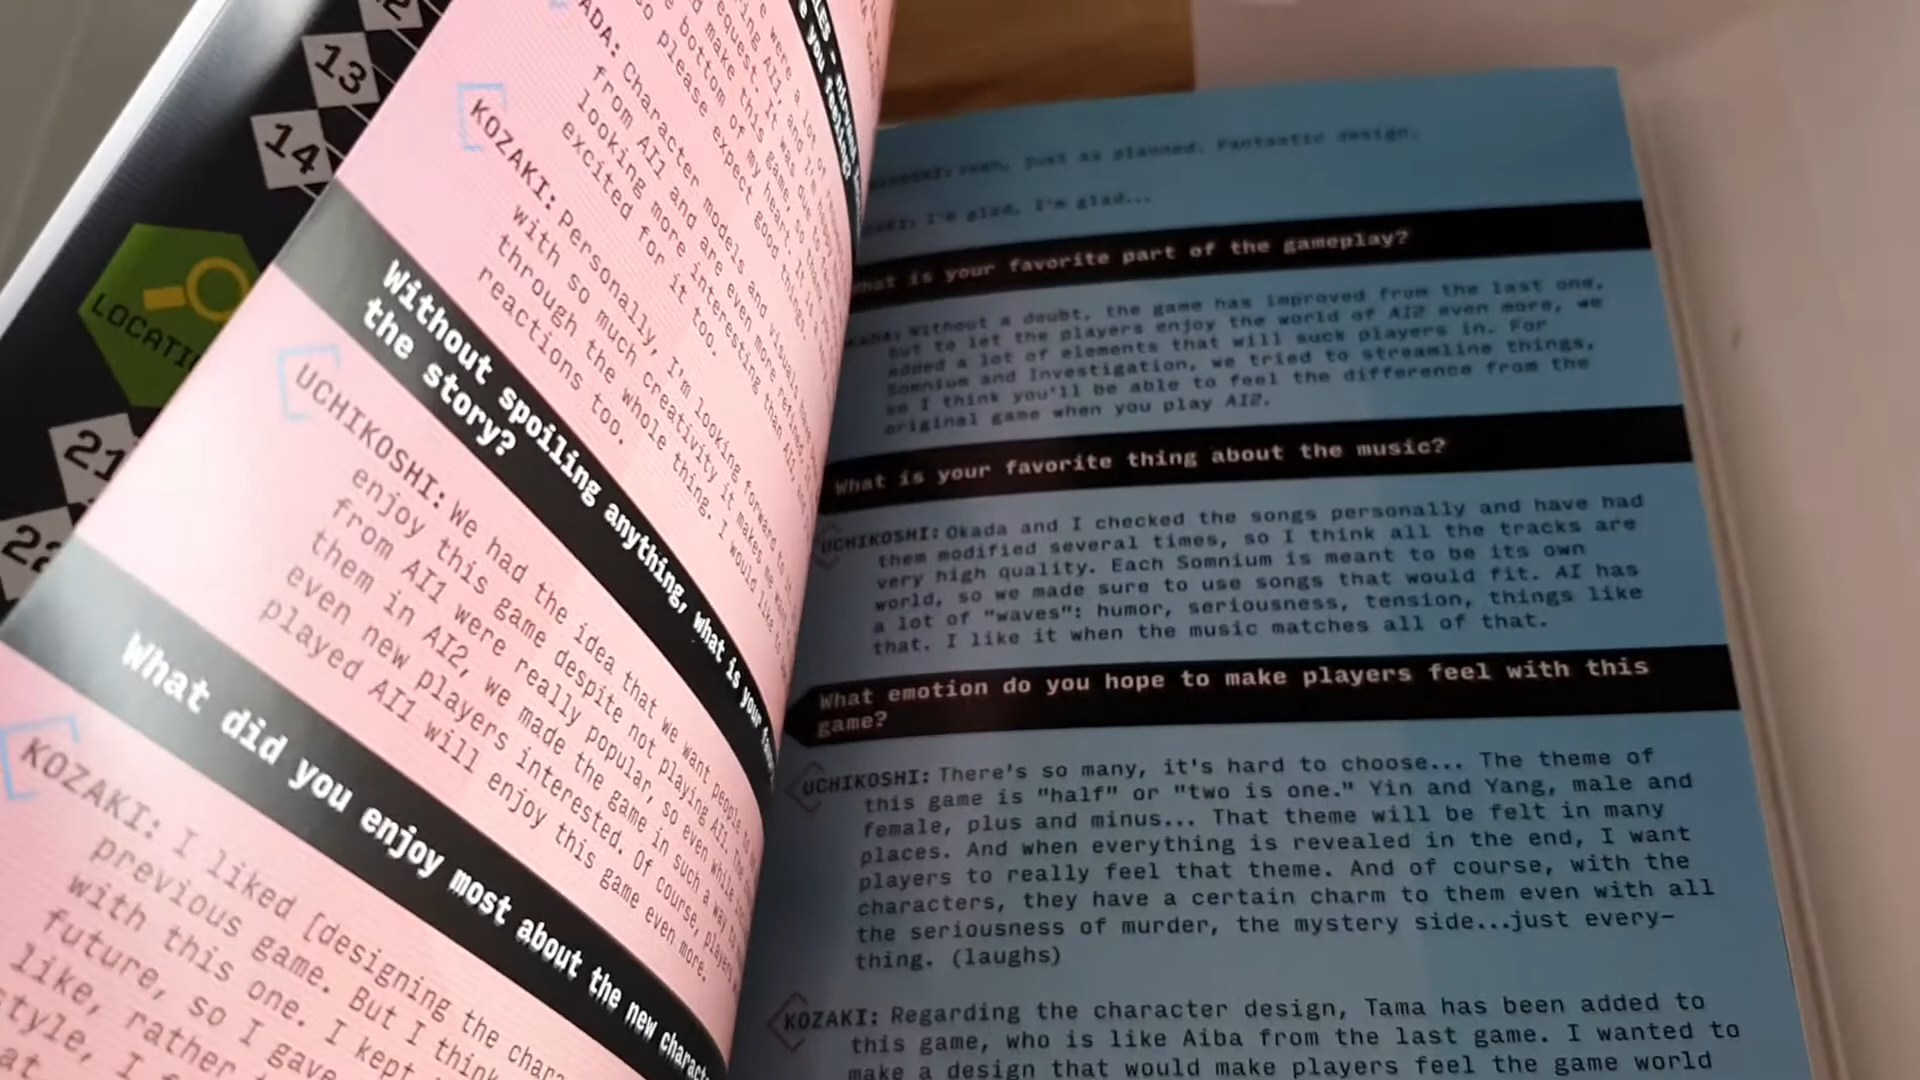 12
13
14
LOCATI
21
22
ADA: Character models and visuals
from AI1 and are even more refined
looking more interesting than AI1,
excited for it too.
KOZAKI: Personally, I'm looking forward to
with so much creativity it makes me want
through the whole thing. I would like to
reactions too.
Without spoiling anything, what is your
the story?
UCHIKOSHI: We had the idea that we want people to
enjoy this game despite not playing AI1. The
from AI1 were really popular, so even while
them in AI2, we made the game in such a way
even new players interested. Of course, players
played AI1 will enjoy this game even more.
What did you enjoy most about the new charact
KOZAKI: I liked [designing the chara
previous game. But I think
with this one. I kept
future, so I gave
like, rather
style, I
at
Yeah, just as planned. Fantastic design.
I'm glad, I'm glad...
What is your favorite part of the gameplay?
Without a doubt, the game has improved from the last one,
but to let the players enjoy the world of AI2 even more, we
added a lot of elements that will suck players in. For
Somnium and Investigation, we tried to streamline things,
so I think you'll be able to feel the difference from the
original game when you play AI2.
What is your favorite thing about the music?
UCHIKOSHI: Okada and I checked the songs personally and have had
them modified several times, so I think all the tracks are
very high quality. Each Somnium is meant to be its own
world, so we made sure to use songs that would fit. AI has
a lot of "waves": humor, seriousness, tension, things like
that. I like it when the music matches all of that.
What emotion do you hope to make players feel with this
game?
UCHIKOSHI: There's so many, it's hard to choose... The theme of
this game is "half" or "two is one." Yin and Yang, male and
female, plus and minus... That theme will be felt in many
places. And when everything is revealed in the end, I want
players to really feel that theme. And of course, with the
characters, they have a certain charm to them even with all
the seriousness of murder, the mystery side...just every-
thing. (laughs)
KOZAKI: Regarding the character design, Tama has been added to
this game, who is like Aiba from the last game. I wanted to
make a design that would make players feel the game world